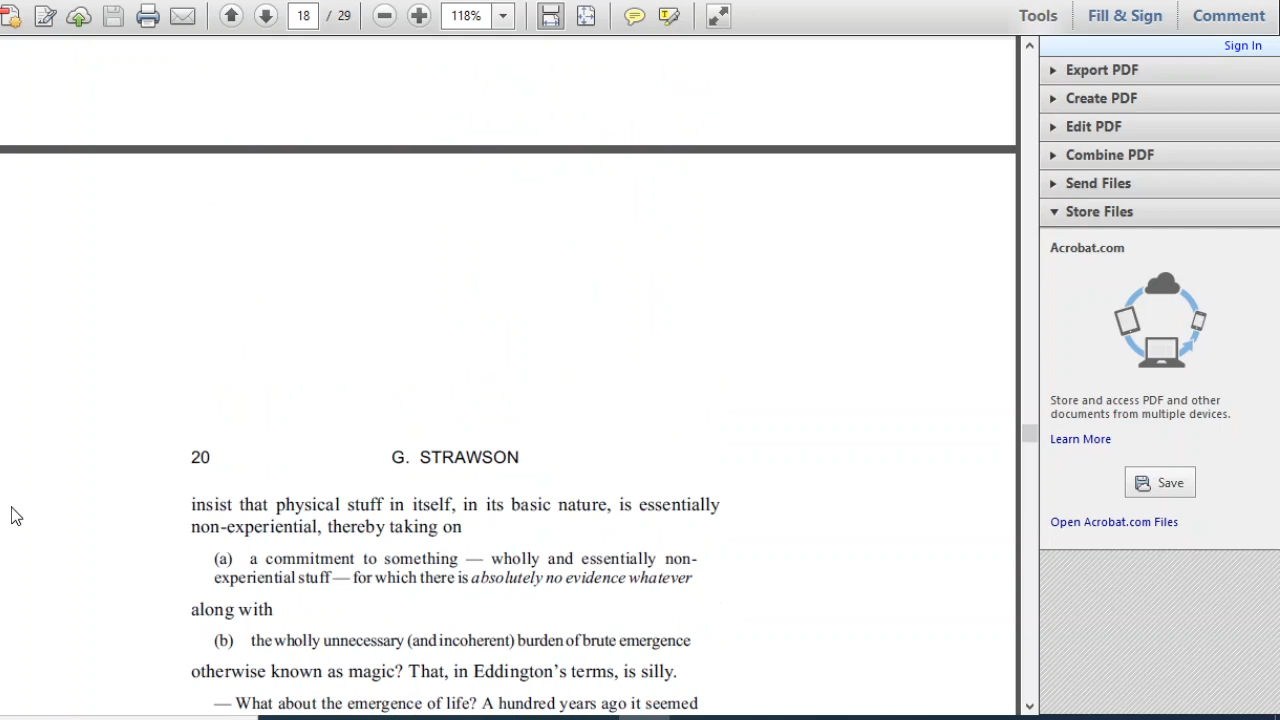 18 / 29
118%
Tools
Fill & Sign
Comment
Sign In
Export PDF
Create PDF
Edit PDF
Combine PDF
Send Files
Store Files
Acrobat.com
Store and access PDF and other
documents from multiple devices.
Learn More
Save
Open Acrobat.com Files
20 G. STRAWSON
insist that physical stuff in itself, in its basic nature, is essentially
non-experiential, thereby taking on
(a) a commitment to something — wholly and essentially non-
experiential stuff — for which there is absolutely no evidence whatever
along with
(b) the wholly unnecessary (and incoherent) burden of brute emergence
otherwise known as magic? That, in Eddington’s terms, is silly.
— What about the emergence of life? A hundred years ago it seemed